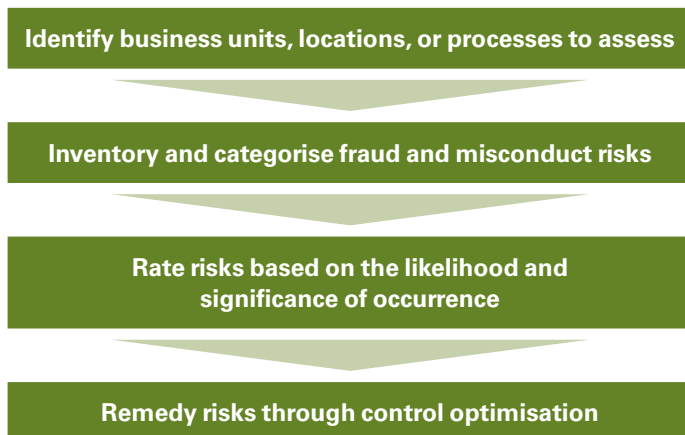 Identify business units, locations, or processes to assess
Inventory and categorise fraud and misconduct risks
Rate risks based on the likelihood and
significance of occurrence
Remedy risks through control optimisation